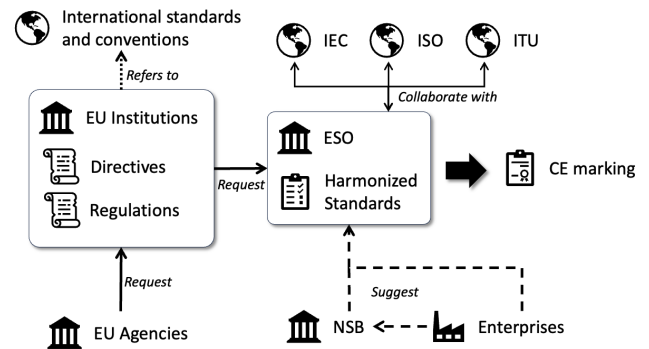 International standards
and conventions
IEC
ISO
ITU
Refers to
Collaborate with
EU Institutions
Directives
Regulations
Request
ESO
Harmonized
Standards
CE marking
Request
Suggest
EU Agencies
NSB
Enterprises